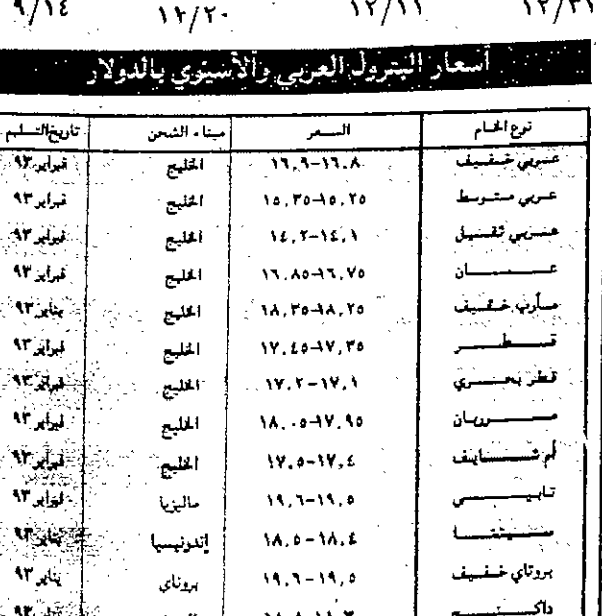 ١٢/٣١ ١٢/١١ ١٢/٢٠ ٩/١٤
أسعار البترول العربي والآسيوي بالدولار
نوع الخام السعر ميناء الشحن تاريخ التسليم
عربي خفيف ١٦,٨-١٦,٩ الخليج فبراير ٩٣
عربي متوسط ١٥,٢٥-١٥,٣٥ الخليج فبراير ٩٣
عربي ثقيل ١٤,١-١٤,٢ الخليج فبراير ٩٣
عمان ١٦,٧٥-١٦,٨٥ الخليج فبراير ٩٣
مأرب خفيف ١٨,٢٥-١٨,٣٥ الخليج يناير ٩٣
قطر ١٧,٣٥-١٧,٤٥ الخليج فبراير ٩٣
قطر بحري ١٧,١-١٧,٢ الخليج فبراير ٩٣
مربان ١٧,٩٥-١٨,٠٥ الخليج فبراير ٩٣
أم شايف ١٧,٤-١٧,٥ الخليج فبراير ٩٣
تابيس ١٩,٥-١٩,٦ ماليزيا فبراير ٩٣
١٨,٤-١٨,٥ إندونيسيا يناير ٩٣
بروناي خفيف ١٩,٥-١٩,٦ بروناي يناير ٩٣
داكنج